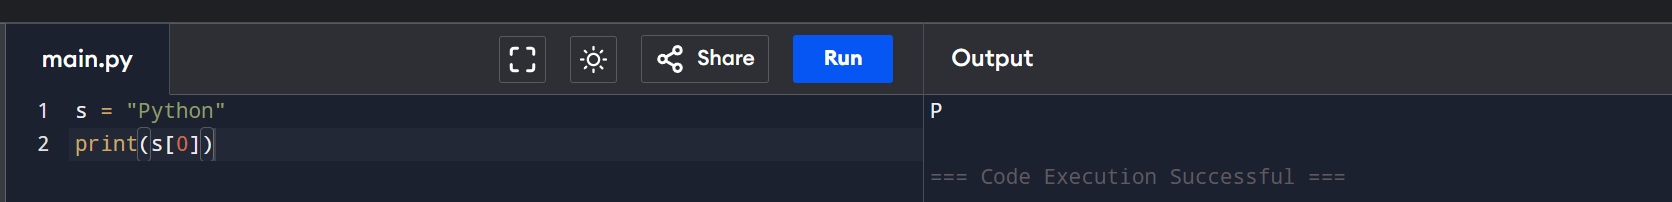 main.py Share Run Output
1 s = "Python"
2 print(s[0])
P
=== Code Execution Successful ===